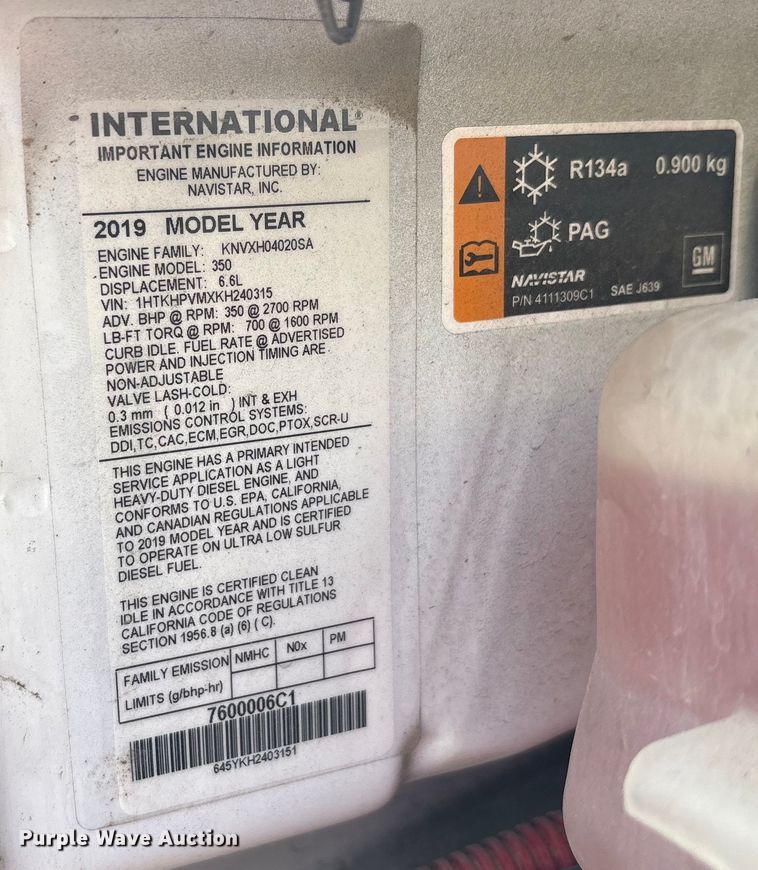 INTERNATIONAL®
IMPORTANT ENGINE INFORMATION
ENGINE MANUFACTURED BY:
NAVISTAR, INC.
2019 MODEL YEAR
ENGINE FAMILY: KNVXH04020SA
ENGINE MODEL: 350
DISPLACEMENT: 6.6L
VIN: 1HTKHPVMXKH240315
ADV. BHP @ RPM: 350 @ 2700 RPM
LB-FT TORQ @ RPM: 700 @ 1600 RPM
CURB IDLE, FUEL RATE @ ADVERTISED
POWER AND INJECTION TIMING ARE
NON-ADJUSTABLE
VALVE LASH-COLD:
0.3 mm ( 0.012 in ) INT & EXH
EMISSIONS CONTROL SYSTEMS:
DDI,TC,CAC,ECM,EGR,DOC,PTOX,SCR-U
THIS ENGINE HAS A PRIMARY INTENDED
SERVICE APPLICATION AS A LIGHT
HEAVY-DUTY DIESEL ENGINE, AND
CONFORMS TO U.S. EPA, CALIFORNIA,
AND CANADIAN REGULATIONS APPLICABLE
TO 2019 MODEL YEAR AND IS CERTIFIED
TO OPERATE ON ULTRA LOW SULFUR
DIESEL FUEL.
THIS ENGINE IS CERTIFIED CLEAN
IDLE IN ACCORDANCE WITH TITLE 13
CALIFORNIA CODE OF REGULATIONS
SECTION 1956.8 (a) (6) ( C).
FAMILY EMISSION NMHC N0x PM
LIMITS (g/bhp-hr)
7600006C1
645YKH2403151
R134a 0.900 kg
PAG
GM
NAVISTAR
P/N 4111309C1 SAE J639
Purple Wave Auction